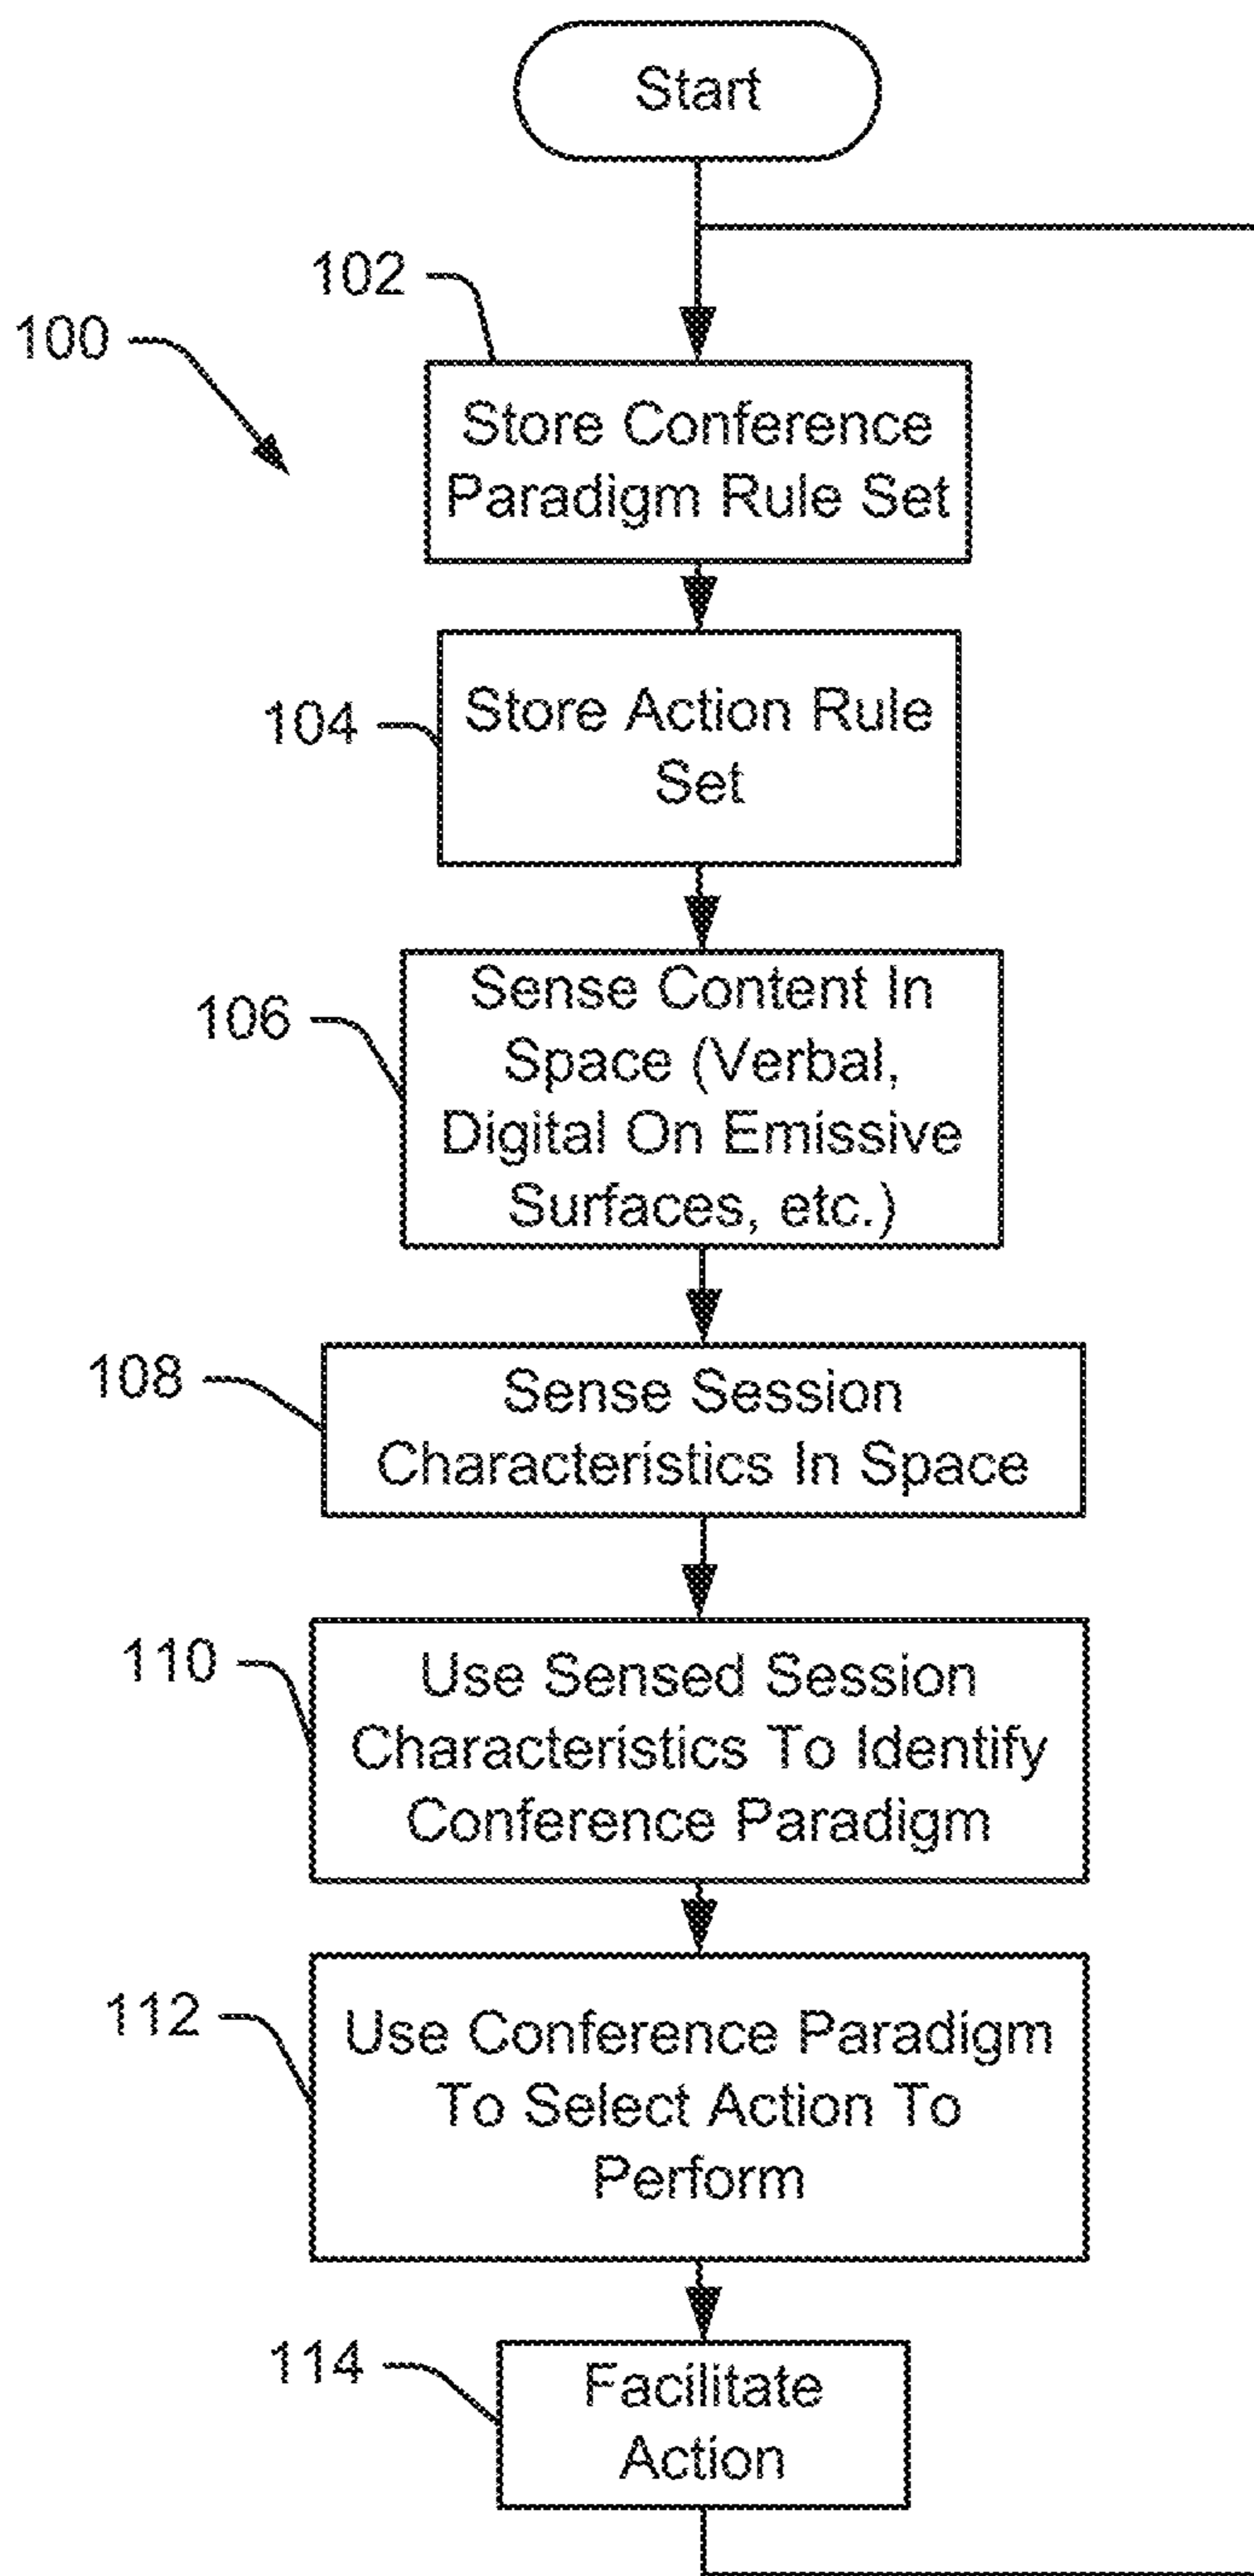 Start
102
100
Store Conference
Paradigm Rule Set
104
Store Action Rule
Set
106
Sense Content In
Space (Verbal,
Digital On Emissive
Surfaces, etc.)
108
Sense Session
Characteristics In Space
110
Use Sensed Session
Characteristics To Identify
Conference Paradigm
112
Use Conference Paradigm
To Select Action To
Perform
114
Facilitate
Action